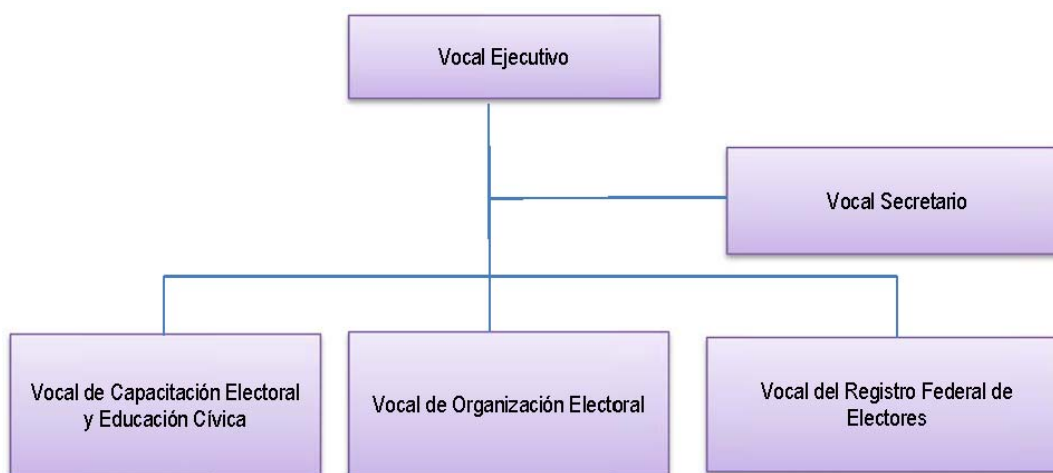 Vocal Ejecutivo
Vocal Secretario
Vocal de Capacitación Electoral
y Educación Cívica
Vocal de Organización Electoral
Vocal del Registro Federal de
Electores